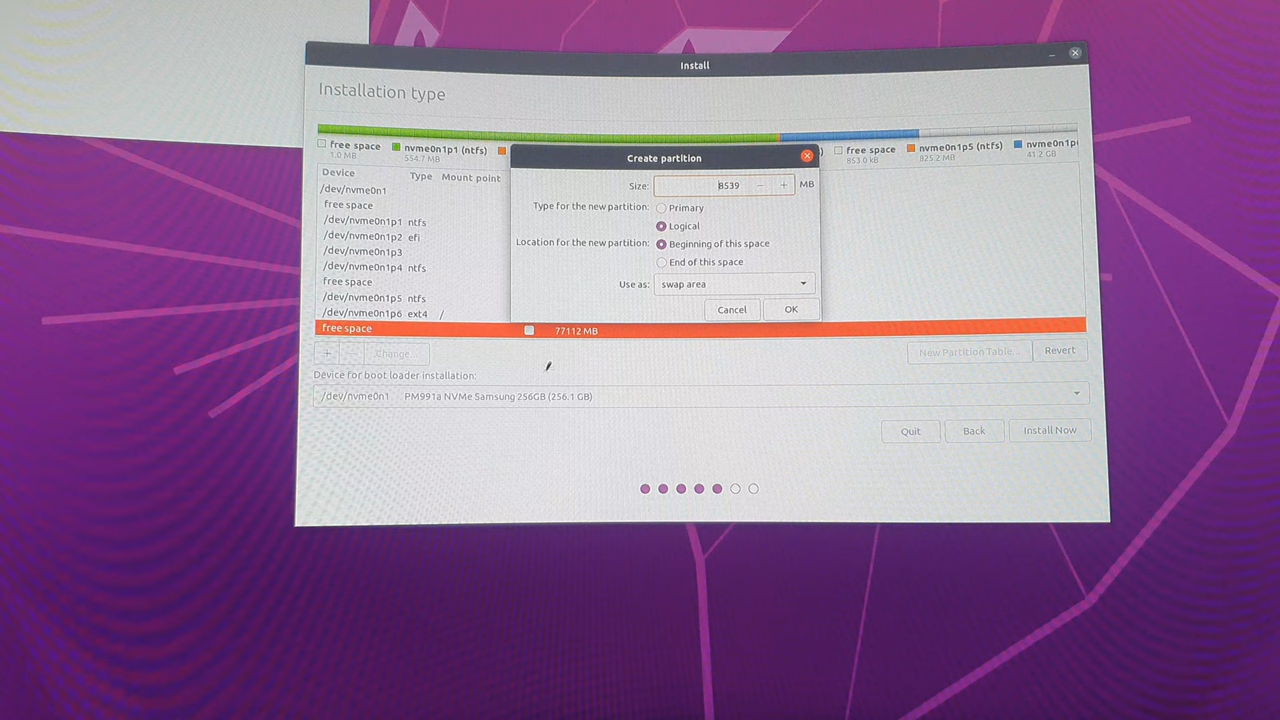 Install
Installation type
free space
1.0 MB
nvme0n1p1 (ntfs)
554.7 MB
)
free space
853.0 kB
nvme0n1p5 (ntfs)
825.2 MB
nvme0n1p
41.2 GB
Create partition
Size: 8539 − + MB
Type for the new partition: Primary
Logical
Location for the new partition: Beginning of this space
End of this space
Use as: swap area
Cancel OK
Device Type Mount point
/dev/nvme0n1
free space
/dev/nvme0n1p1 ntfs
/dev/nvme0n1p2 efi
/dev/nvme0n1p3
/dev/nvme0n1p4 ntfs
free space
/dev/nvme0n1p5 ntfs
/dev/nvme0n1p6 ext4 /
free space 77112 MB
+ Change... New Partition Table... Revert
Device for boot loader installation:
/dev/nvme0n1 PM991a NVMe Samsung 256GB (256.1 GB)
Quit Back Install Now